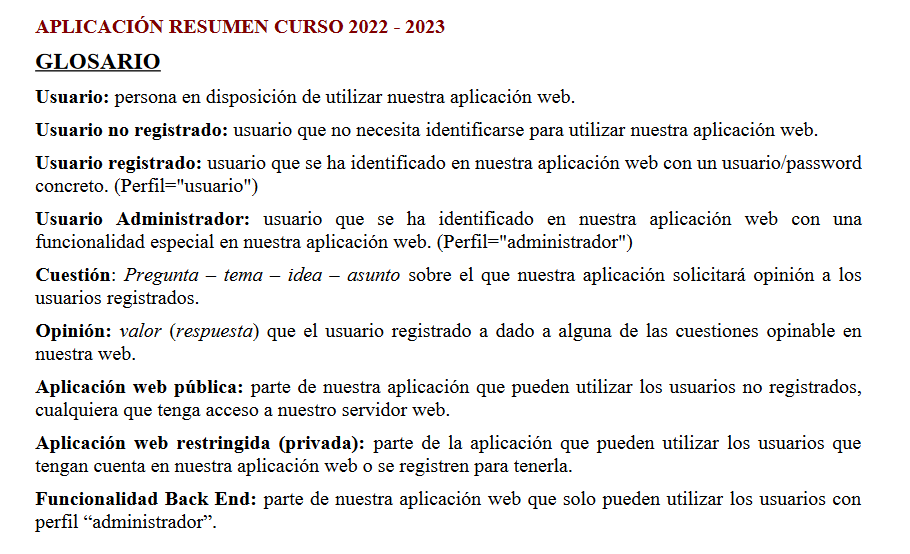 APLICACIÓN RESUMEN CURSO 2022 - 2023
GLOSARIO
Usuario: persona en disposición de utilizar nuestra aplicación web.
Usuario no registrado: usuario que no necesita identificarse para utilizar nuestra aplicación web.
Usuario registrado: usuario que se ha identificado en nuestra aplicación web con un usuario/password
concreto. (Perfil="usuario")
Usuario Administrador: usuario que se ha identificado en nuestra aplicación web con una
funcionalidad especial en nuestra aplicación web. (Perfil="administrador")
Cuestión: Pregunta – tema – idea – asunto sobre el que nuestra aplicación solicitará opinión a los
usuarios registrados.
Opinión: valor (respuesta) que el usuario registrado a dado a alguna de las cuestiones opinable en
nuestra web.
Aplicación web pública: parte de nuestra aplicación que pueden utilizar los usuarios no registrados,
cualquiera que tenga acceso a nuestro servidor web.
Aplicación web restringida (privada): parte de la aplicación que pueden utilizar los usuarios que
tengan cuenta en nuestra aplicación web o se registren para tenerla.
Funcionalidad Back End: parte de nuestra aplicación web que solo pueden utilizar los usuarios con
perfil “administrador”.